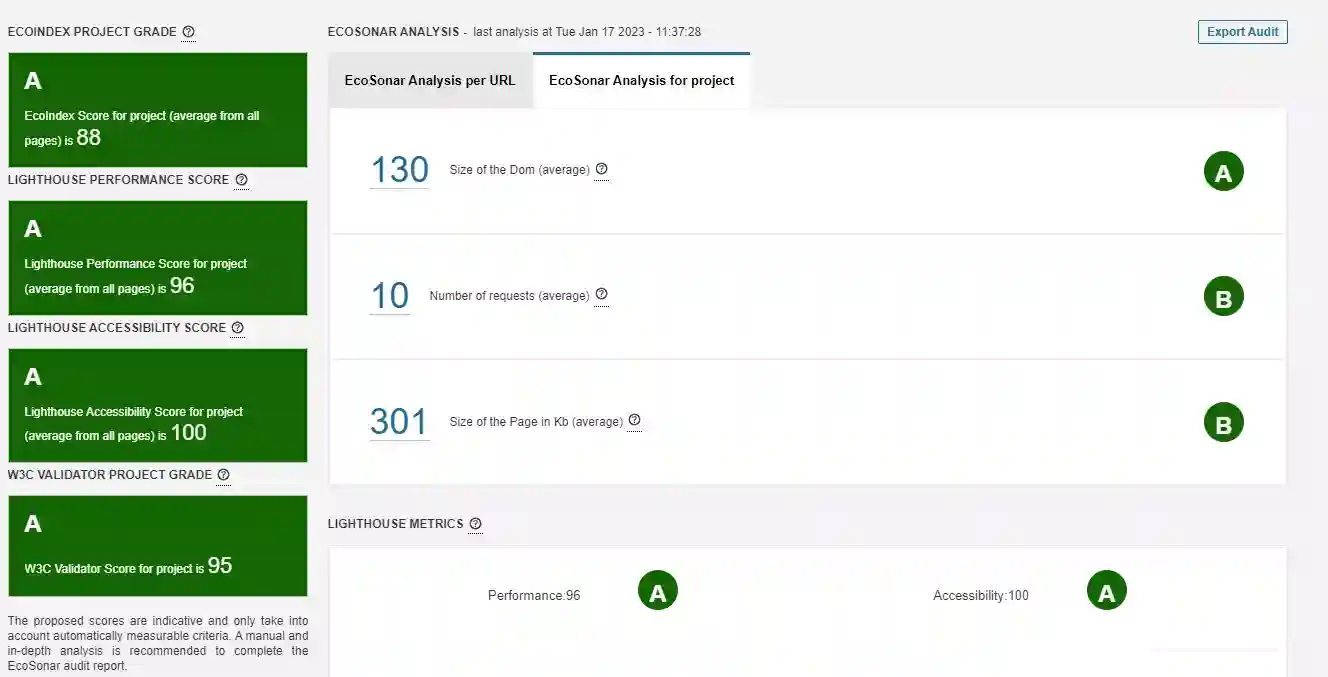 ECOINDEX PROJECT GRADE
A
EcoIndex Score for project (average from all
pages) is 88
LIGHTHOUSE PERFORMANCE SCORE
A
Lighthouse Performance Score for project
(average from all pages) is 96
LIGHTHOUSE ACCESSIBILITY SCORE
A
Lighthouse Accessibility Score for project
(average from all pages) is 100
W3C VALIDATOR PROJECT GRADE
A
W3C Validator Score for project is 95
The proposed scores are indicative and only take into
account automatically measurable criteria. A manual and
in-depth analysis is recommended to complete the
EcoSonar audit report.
ECOSONAR ANALYSIS - last analysis at Tue Jan 17 2023 - 11:37:28
Export Audit
EcoSonar Analysis per URL
EcoSonar Analysis for project
130 Size of the Dom (average) A
10 Number of requests (average) B
301 Size of the Page in Kb (average) B
LIGHTHOUSE METRICS
Performance:96 A
Accessibility:100 A